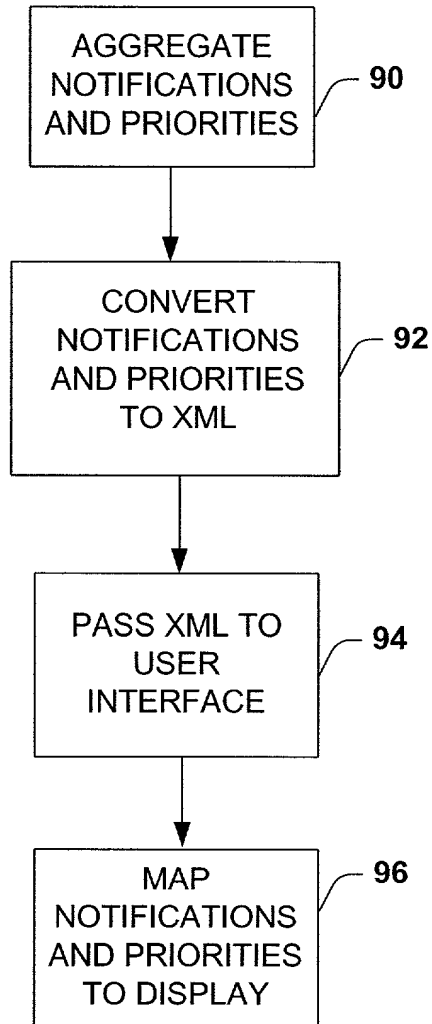 AGGREGATE
NOTIFICATIONS
AND PRIORITIES
90
CONVERT
NOTIFICATIONS
AND PRIORITIES
TO XML
92
PASS XML TO
USER
INTERFACE
94
MAP
NOTIFICATIONS
AND PRIORITIES
TO DISPLAY
96